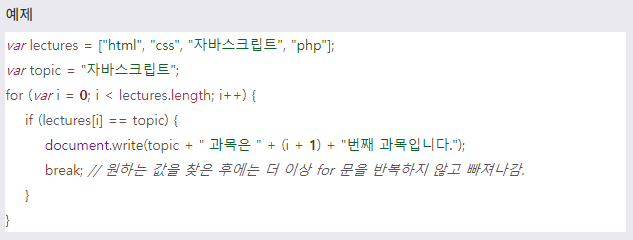 예제
var lectures = ["html", "css", "자바스크립트", "php"];
var topic = "자바스크립트";
for (var i = 0; i < lectures.length; i++) {
    if (lectures[i] == topic) {
        document.write(topic + " 과목은 " + (i + 1) + "번째 과목입니다.");
        break; // 원하는 값을 찾은 후에는 더 이상 for 문을 반복하지 않고 빠져나감.
    }
}